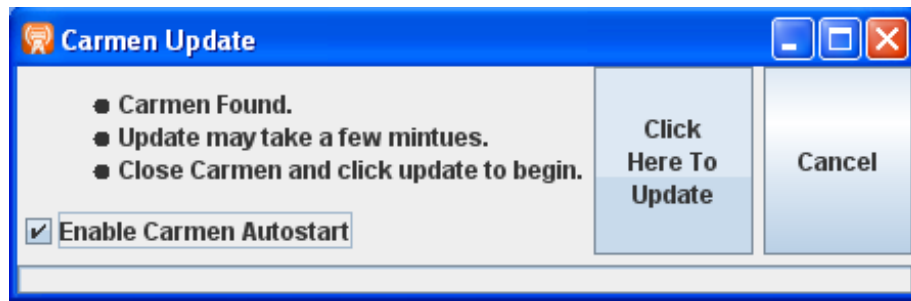 Carmen Update
Carmen Found.
Update may take a few mintues.
Close Carmen and click update to begin.
Enable Carmen Autostart
Click
Here To
Update
Cancel